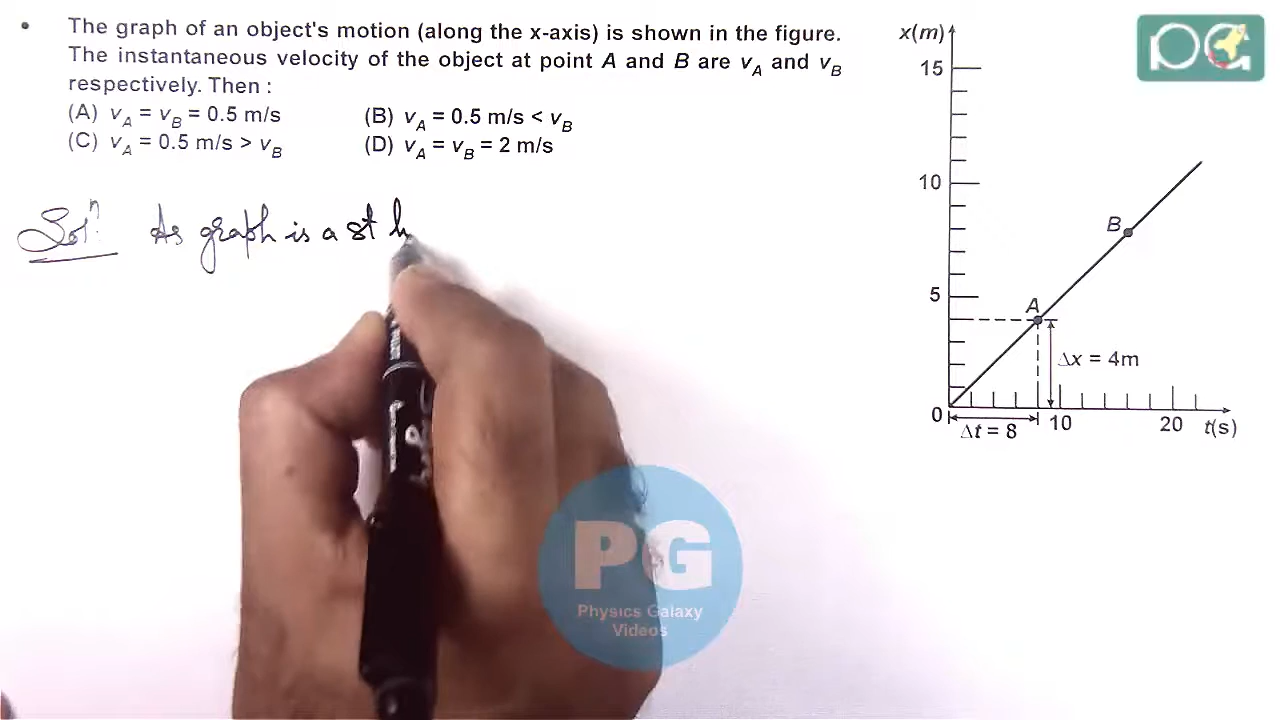 • The graph of an object's motion (along the x-axis) is shown in the figure.
The instantaneous velocity of the object at point A and B are vA and vB
respectively. Then :
(A) vA = vB = 0.5 m/s (B) vA = 0.5 m/s < vB
(C) vA = 0.5 m/s > vB (D) vA = vB = 2 m/s
Solⁿ: As graph is a st
x(m)
15
10
B
5
A
Δx = 4m
0 10 20 t(s)
Δt = 8
PG
PG
Physics Galaxy
Videos